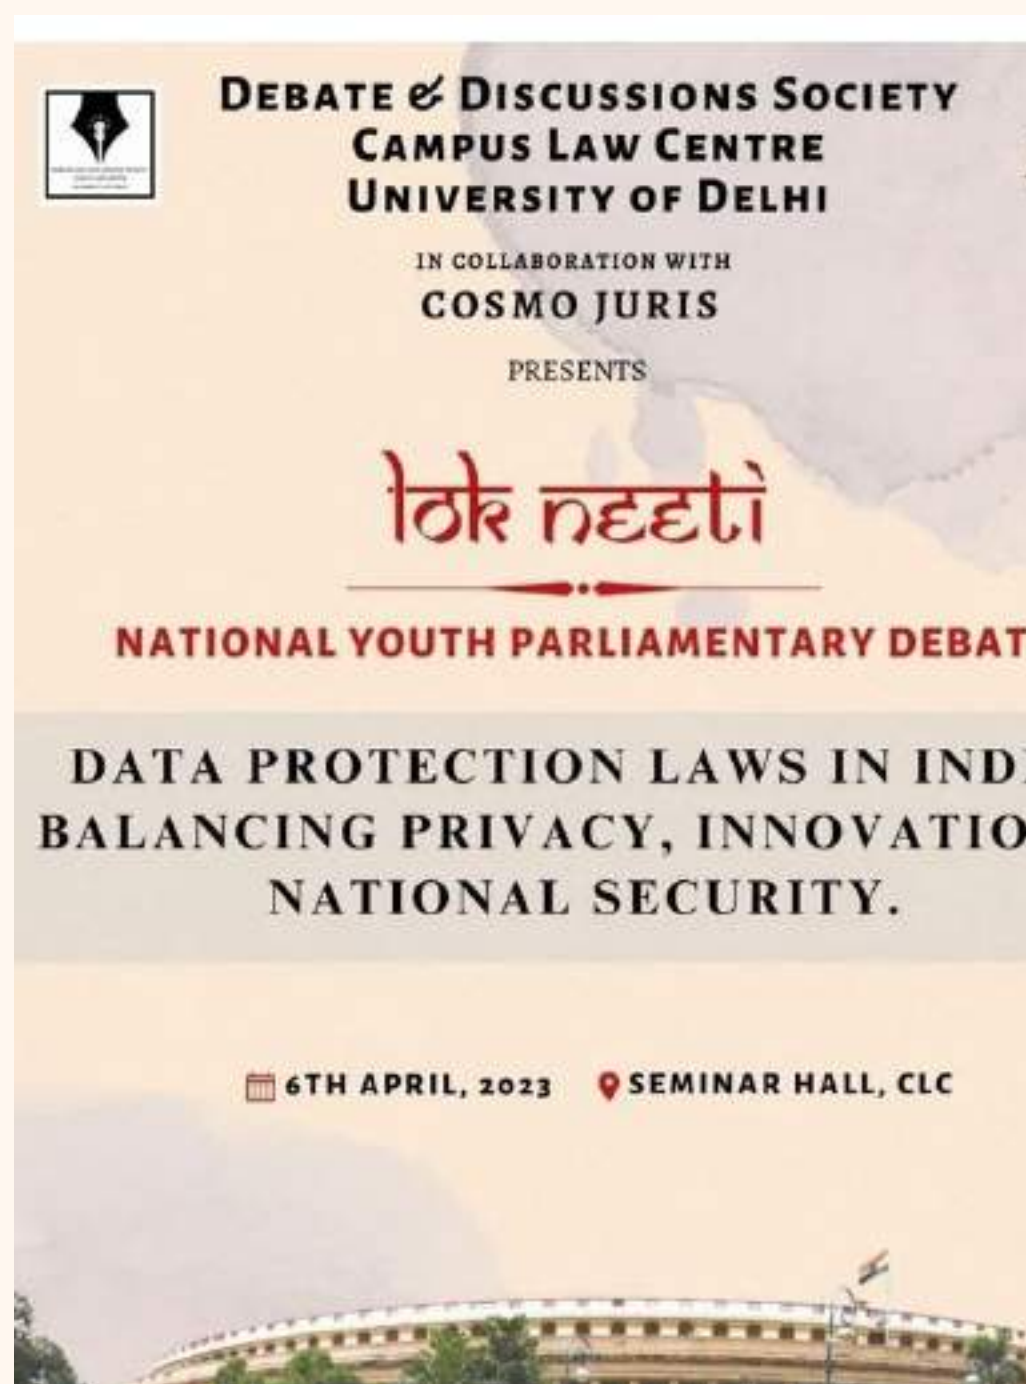 DEBATE & DISCUSSIONS SOCIETY
CAMPUS LAW CENTRE
UNIVERSITY OF DELHI
IN COLLABORATION WITH
COSMO JURIS
PRESENTS
lok neeti
NATIONAL YOUTH PARLIAMENTARY DEBAT
DATA PROTECTION LAWS IN INDI
BALANCING PRIVACY, INNOVATIO
NATIONAL SECURITY.
6TH APRIL, 2023 SEMINAR HALL, CLC